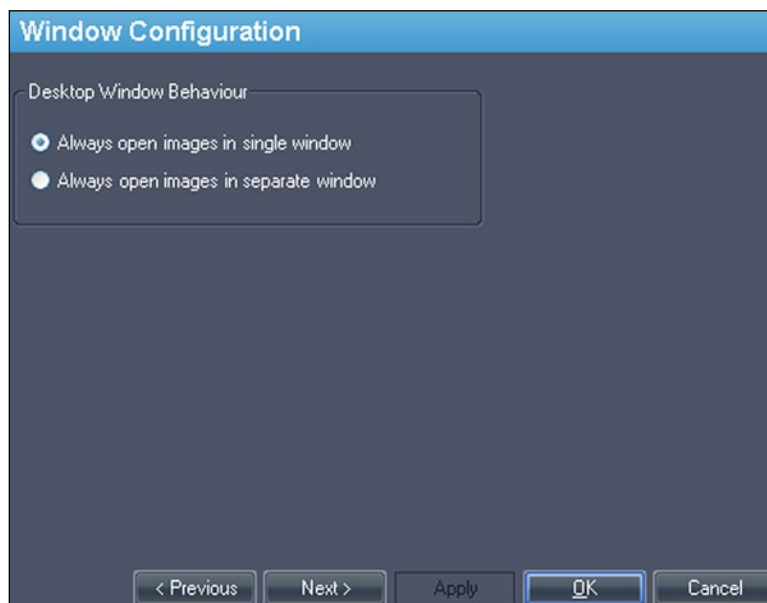 Window Configuration
Desktop Window Behaviour
Always open images in single window
Always open images in separate window
< Previous
Next >
Apply
OK
Cancel